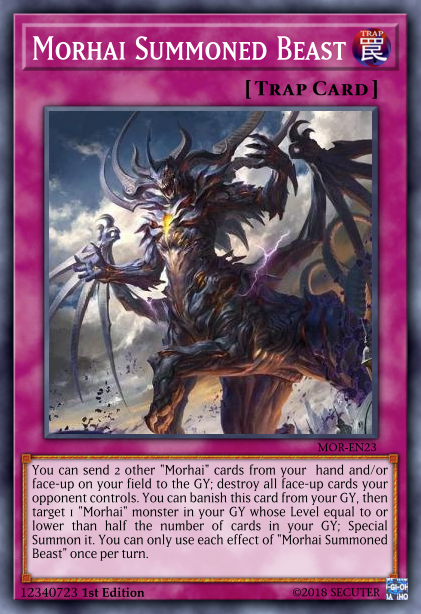 Morhai Summoned Beast
TRAP
罠
[Trap Card]
MOR-EN23
You can send 2 other "Morhai" cards from your hand and/or
face-up on your field to the GY; destroy all face-up cards your
opponent controls. You can banish this card from your GY, then
target 1 "Morhai" monster in your GY whose Level equal to or
lower than half the number of cards in your GY; Special
Summon it. You can only use each effect of "Morhai Summoned
Beast" once per turn.
12340723 1st Edition
©2018 SECUTER